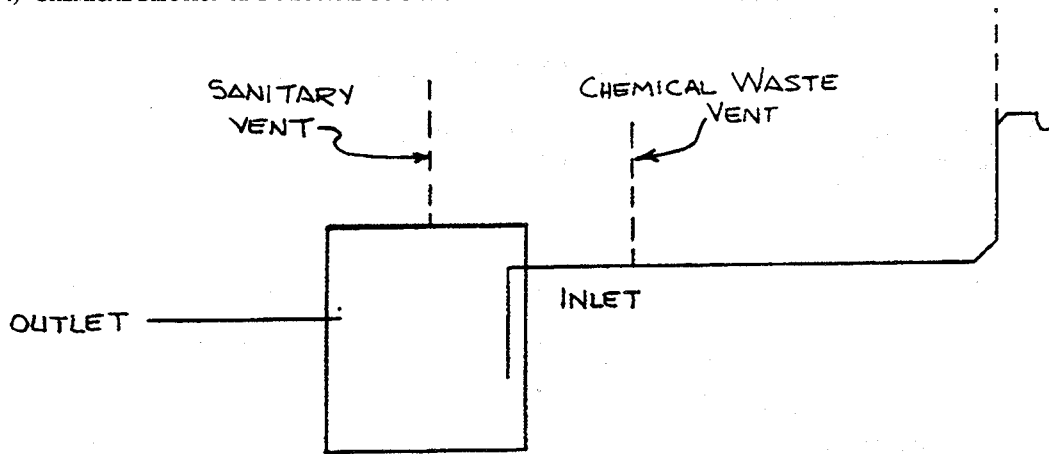 SANITARY
VENT
CHEMICAL WASTE
VENT
INLET
OUTLET